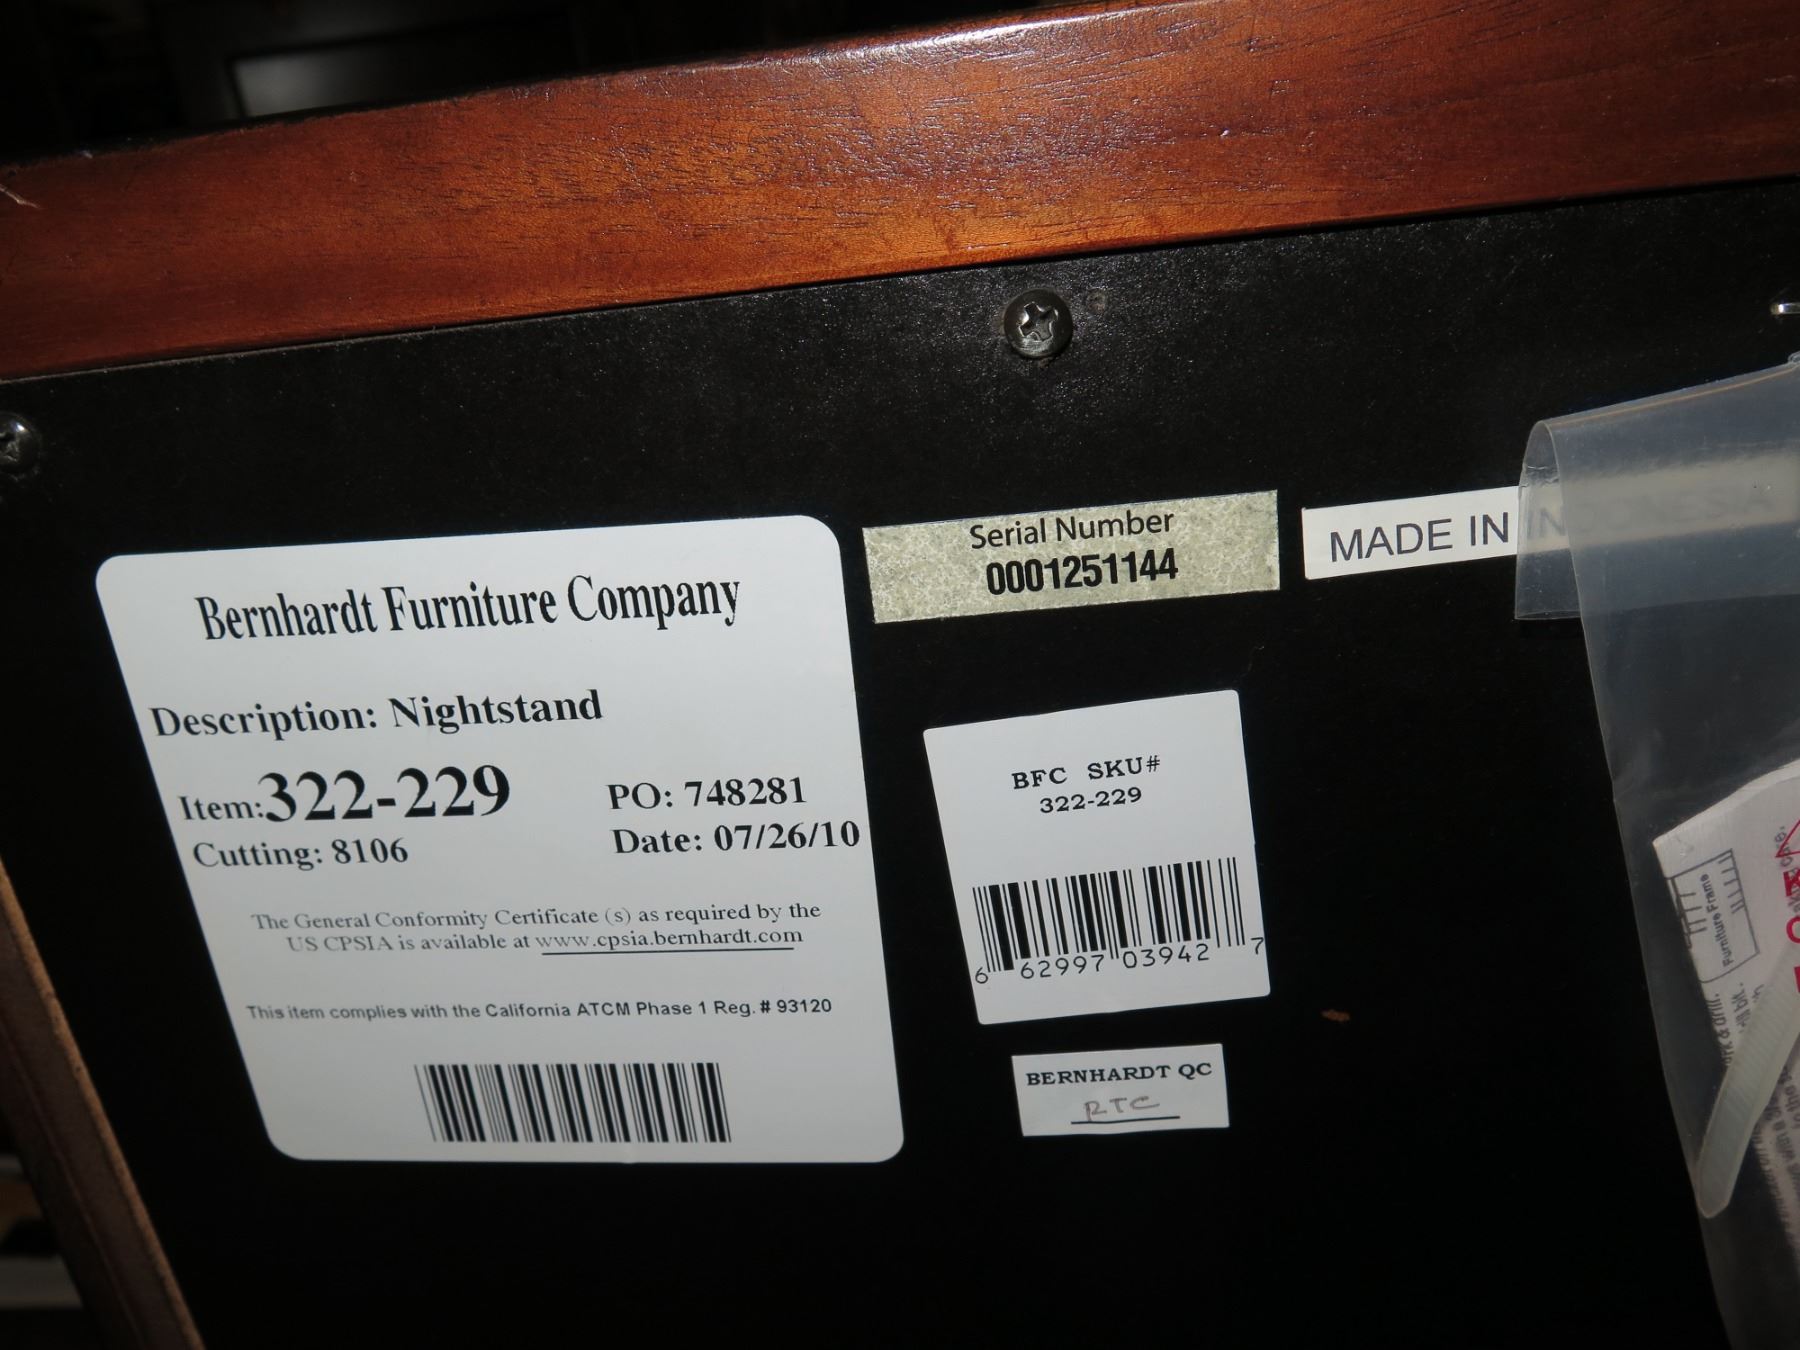 Bernhardt Furniture Company
Description: Nightstand
Item:322-229
PO: 748281
Cutting: 8106
Date: 07/26/10
The General Conformity Certificate (s) as required by the
US CPSIA is available at www.cpsia.bernhardt.com
This item complies with the California ATCM Phase 1 Reg. # 93120
Serial Number
0001251144
MADE IN INDONESIA
BFC SKU#
322-229
6 62997 03942 7
BERNHARDT QC
RTC
Furniture Frame